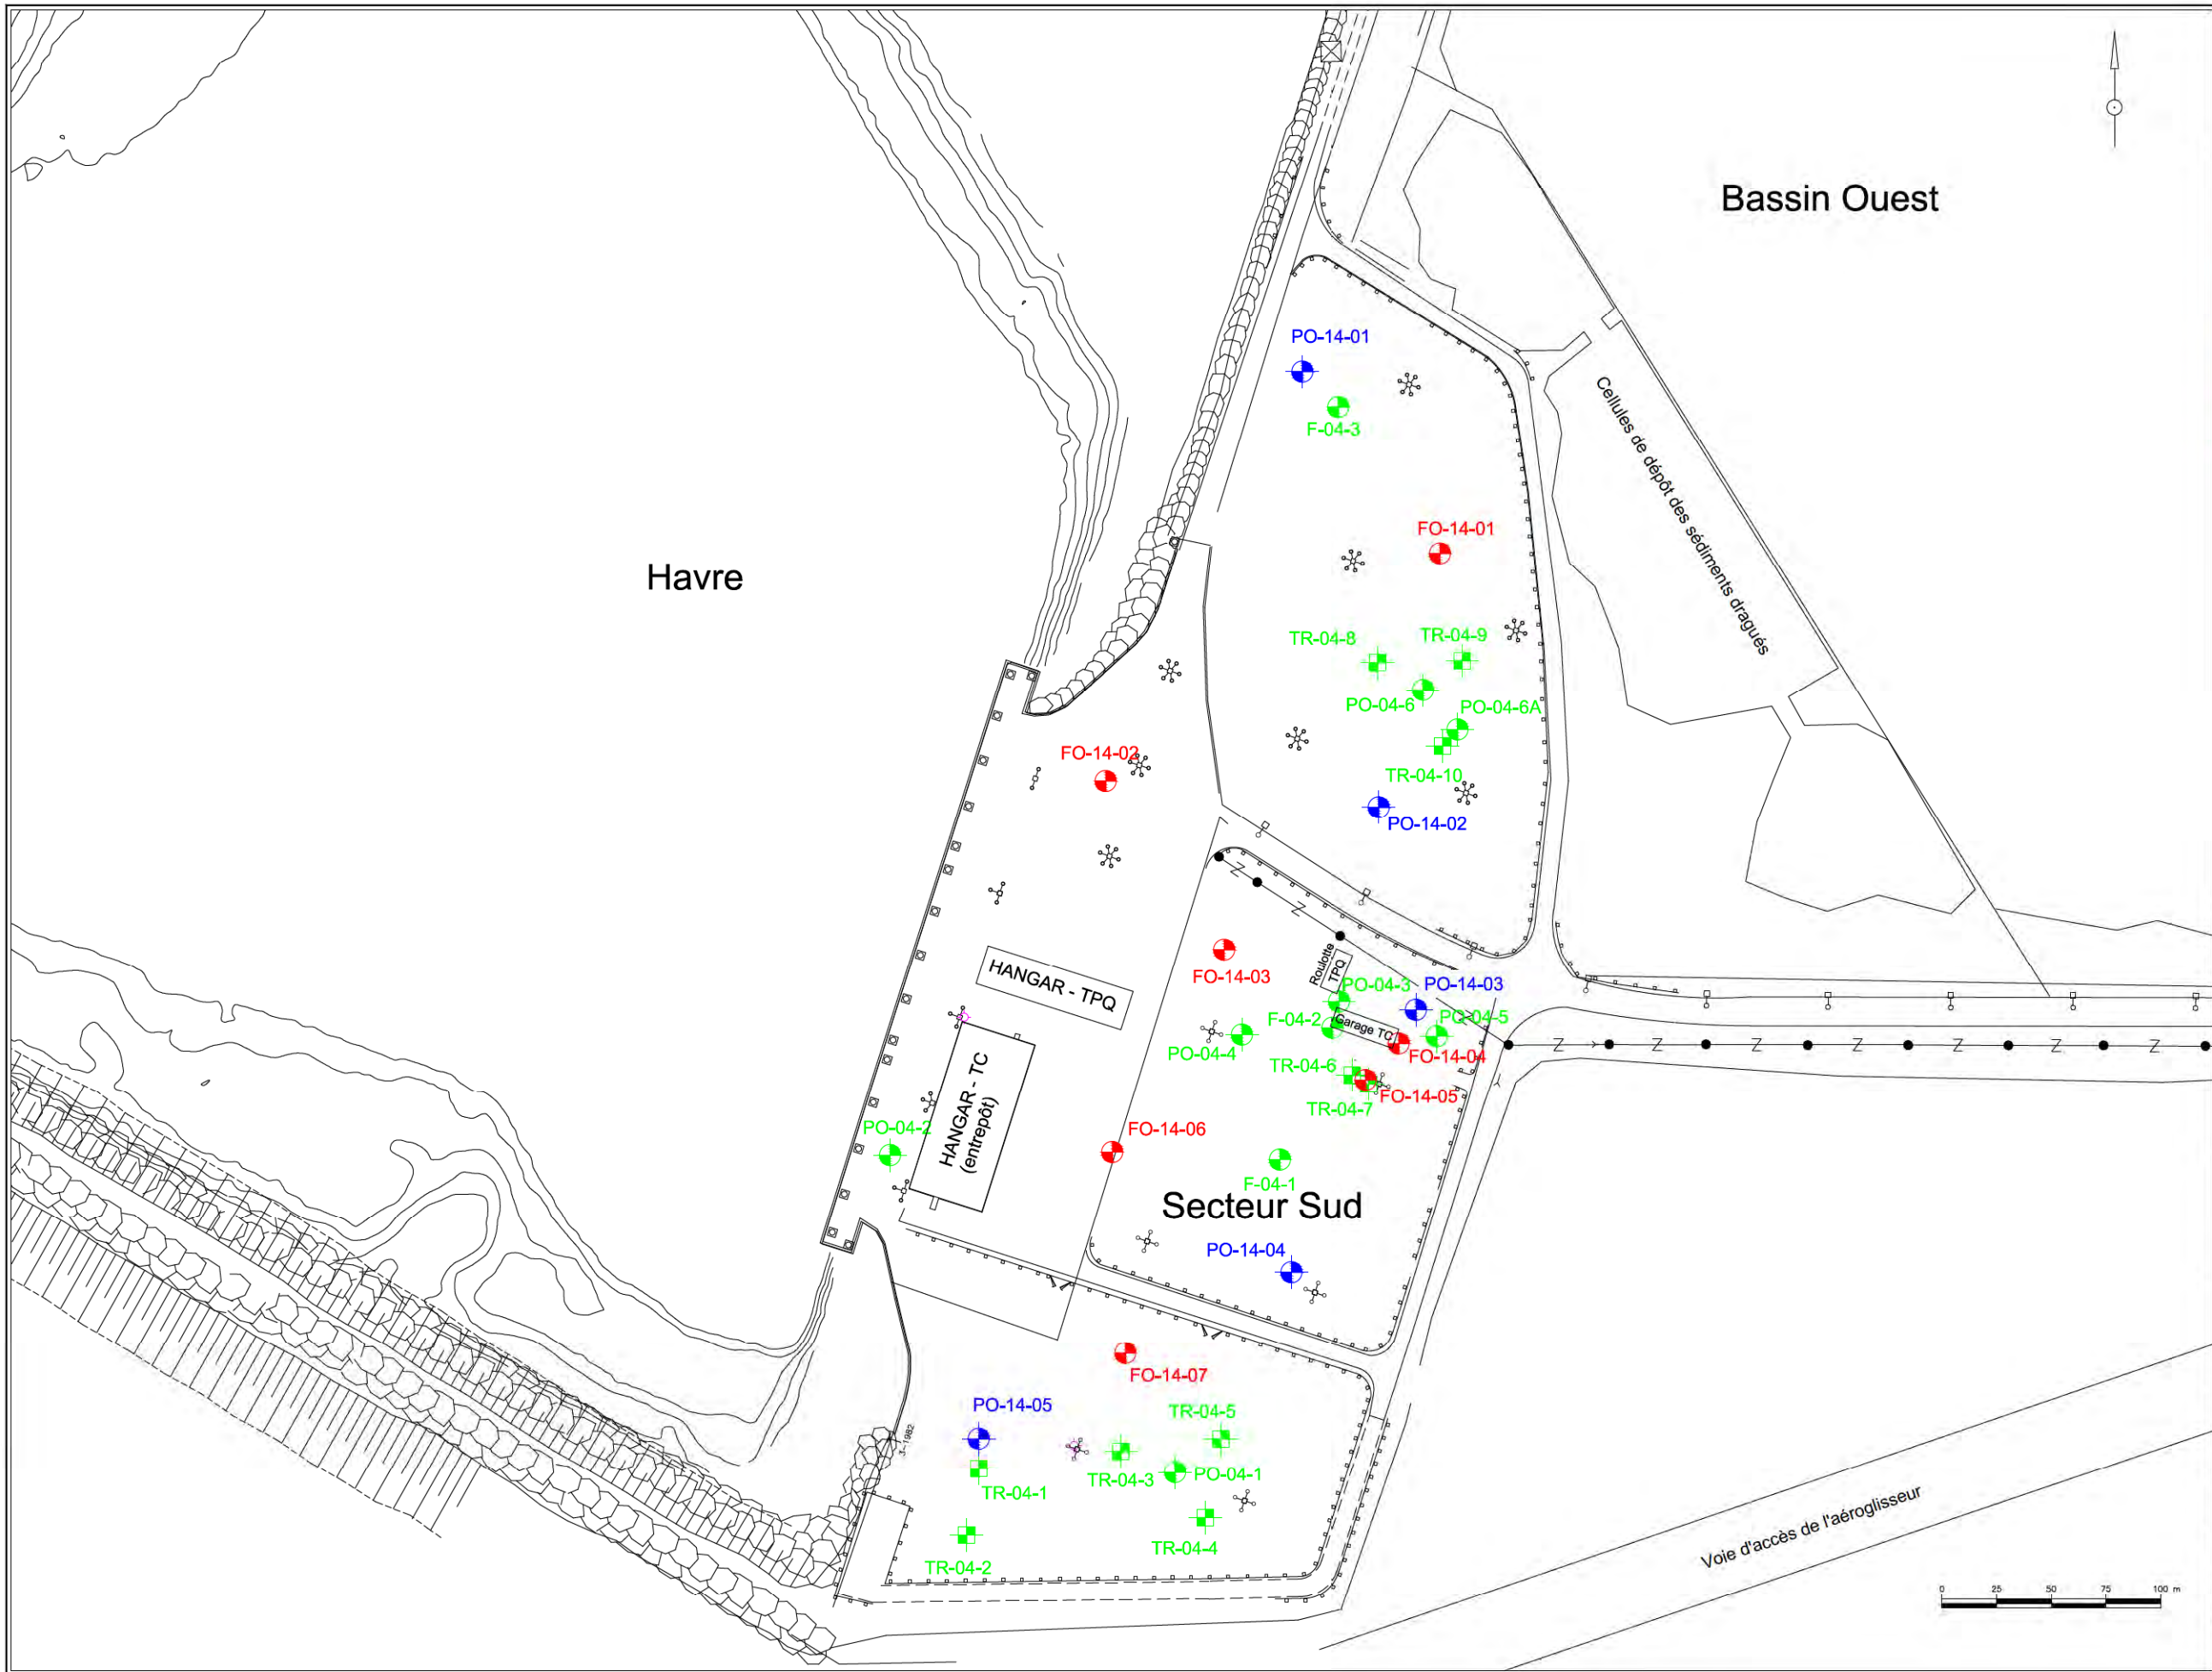 Bassin Ouest
PO-14-01
F-04-3
Cellules de dépôt des sédiments dragués
FO-14-01
Havre
TR-04-8
TR-04-9
PO-04-6
PO-04-6A
FO-14-02
TR-04-10
PO-14-02
HANGAR - TPQ
FO-14-03
Roulotte
TPQ
PO-04-3
PO-14-03
F-04-2
Garage TC
PO-04-5
PO-04-4
FO-14-04
TR-04-6
FO-14-05
TR-04-7
HANGAR - TC
(entrepôt)
PO-04-2
FO-14-06
F-04-1
Secteur Sud
PO-14-04
FO-14-07
PO-14-05
TR-04-5
TR-04-3
PO-04-1
TR-04-1
TR-04-4
TR-04-2
Voie d'accès de l'aéroglisseur
0 25 50 75 100 m
Z Z
Z Z Z Z Z Z Z